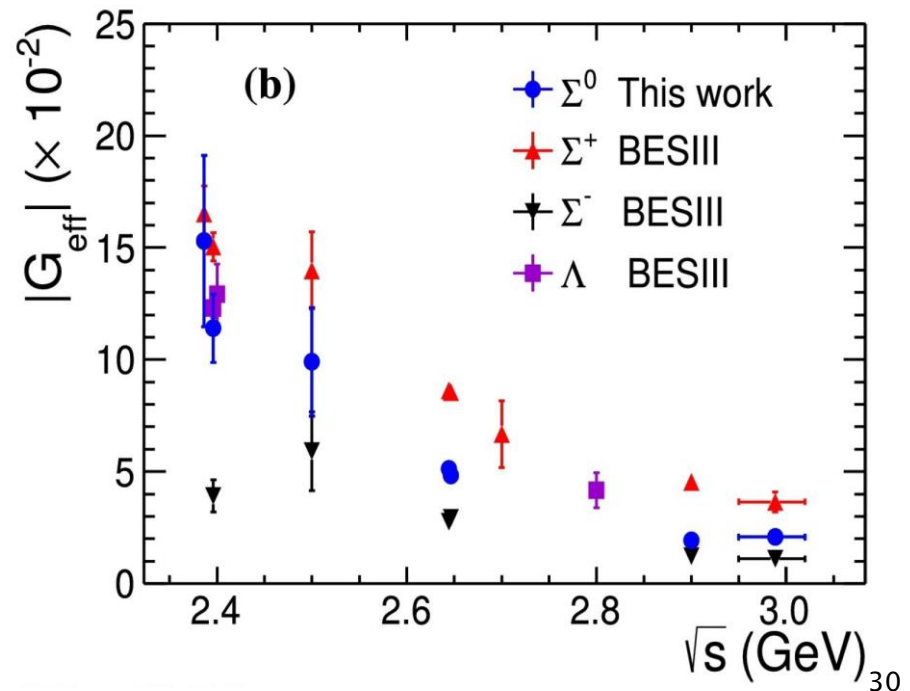 25
20
15
10
5
0
|G_eff| (× 10^-2)
(b)
Σ^0 This work
Σ^+ BESIII
Σ^- BESIII
Λ BESIII
2.4 2.6 2.8 3.0
√s (GeV)
30